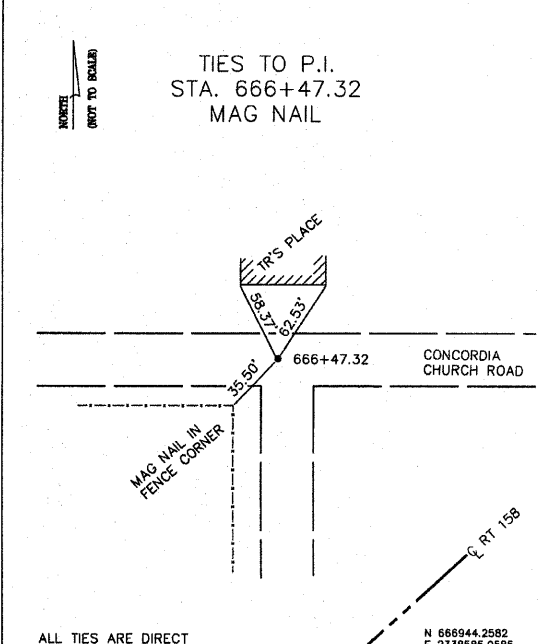 NORTH
(NOT TO SCALE)
TIES TO P.I.
STA. 666+47.32
MAG NAIL
TR'S PLACE
58.37'
62.53'
666+47.32
CONCORDIA
CHURCH ROAD
35.50'
MAG NAIL IN
FENCE CORNER
℄ RT 158
ALL TIES ARE DIRECT
N 666944.2582